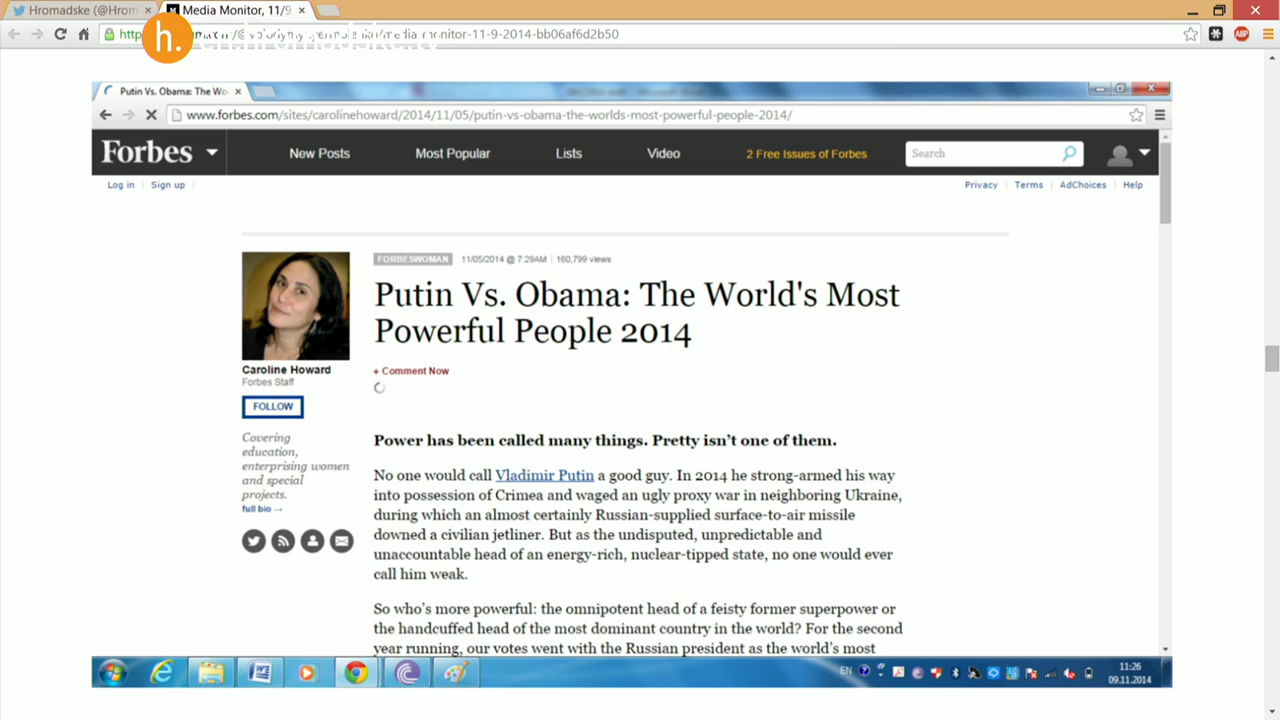 Hromadske (@Hrom
Media Monitor, 11/9
h.
media-monitor-11-9-2014-bb06af6d2b50
Putin Vs. Obama: The Wo
www.forbes.com/sites/carolinehoward/2014/11/05/putin-vs-obama-the-worlds-most-powerful-people-2014/
Forbes New Posts Most Popular Lists Video 2 Free Issues of Forbes Search
Log in Sign up Privacy Terms AdChoices Help
FORBESWOMAN 11/05/2014 @ 7:29AM 160,799 views
Putin Vs. Obama: The World's Most
Powerful People 2014
Caroline Howard
Forbes Staff
FOLLOW
Covering
education,
enterprising women
and special
projects.
full bio →
+ Comment Now
Power has been called many things. Pretty isn't one of them.
No one would call Vladimir Putin a good guy. In 2014 he strong-armed his way
into possession of Crimea and waged an ugly proxy war in neighboring Ukraine,
during which an almost certainly Russian-supplied surface-to-air missile
downed a civilian jetliner. But as the undisputed, unpredictable and
unaccountable head of an energy-rich, nuclear-tipped state, no one would ever
call him weak.
So who's more powerful: the omnipotent head of a feisty former superpower or
the handcuffed head of the most dominant country in the world? For the second
year running, our votes went with the Russian president as the world's most
EN
11:26
09.11.2014
ABP